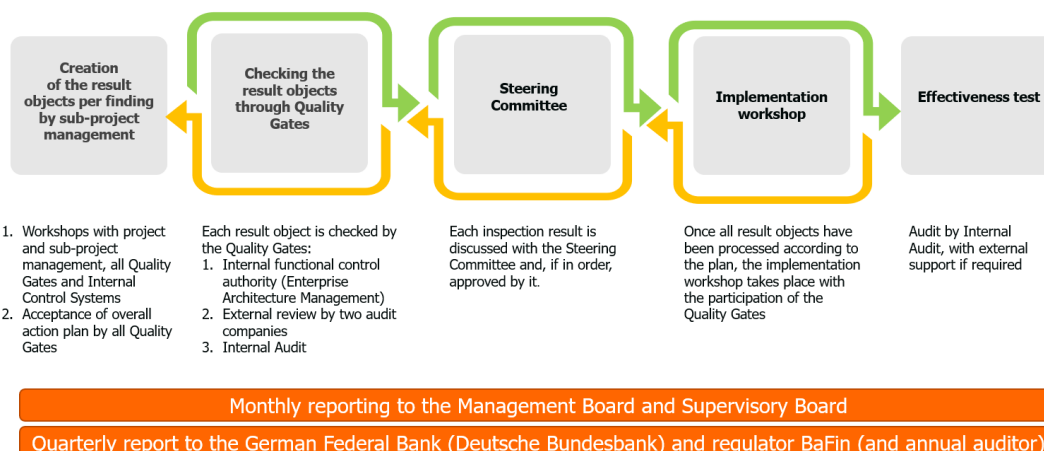 Creation
of the result
objects per finding
by sub-project
management
Checking the
result objects
through Quality
Gates
Steering
Committee
Implementation
workshop
Effectiveness test
1. Workshops with project
and sub-project
management, all Quality
Gates and Internal
Control Systems
2. Acceptance of overall
action plan by all Quality
Gates
Each result object is checked by
the Quality Gates:
1. Internal functional control
authority (Enterprise
Architecture Management)
2. External review by two audit
companies
3. Internal Audit
Each inspection result is
discussed with the Steering
Committee and, if in order,
approved by it.
Once all result objects have
been processed according to
the plan, the implementation
workshop takes place with
the participation of the
Quality Gates
Audit by Internal
Audit, with external
support if required
Monthly reporting to the Management Board and Supervisory Board
Quarterly report to the German Federal Bank (Deutsche Bundesbank) and regulator BaFin (and annual auditor)